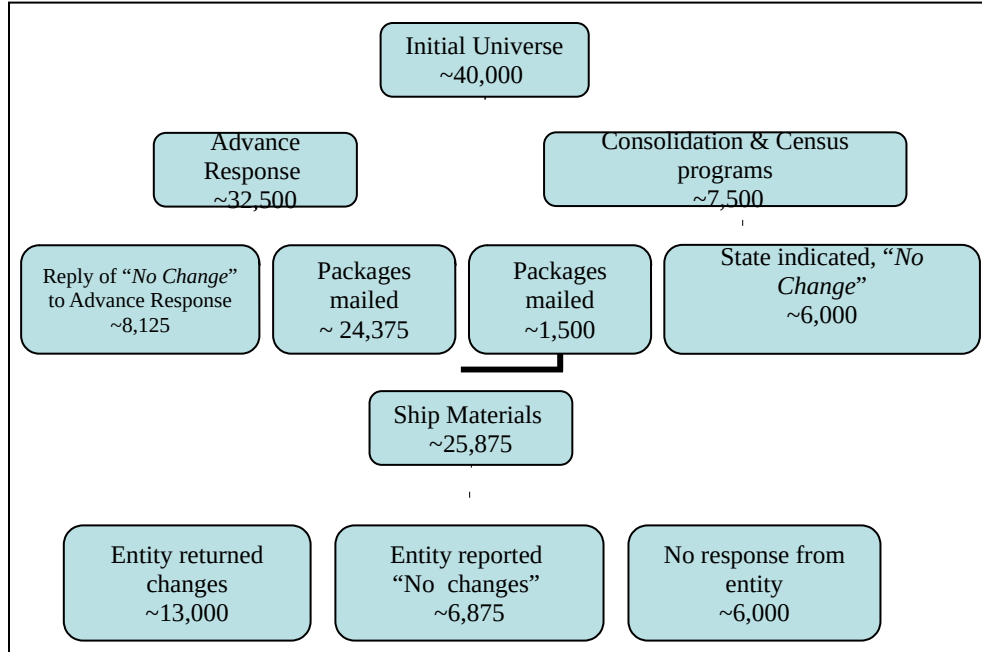 Initial Universe
~40,000
Advance
Response
~32,500
Consolidation & Census
programs
~7,500
Reply of “No Change”
to Advance Response
~8,125
Packages
mailed
~ 24,375
Packages
mailed
~1,500
State indicated, “No
Change”
~6,000
Ship Materials
~25,875
Entity returned
changes
~13,000
Entity reported
“No changes”
~6,875
No response from
entity
~6,000